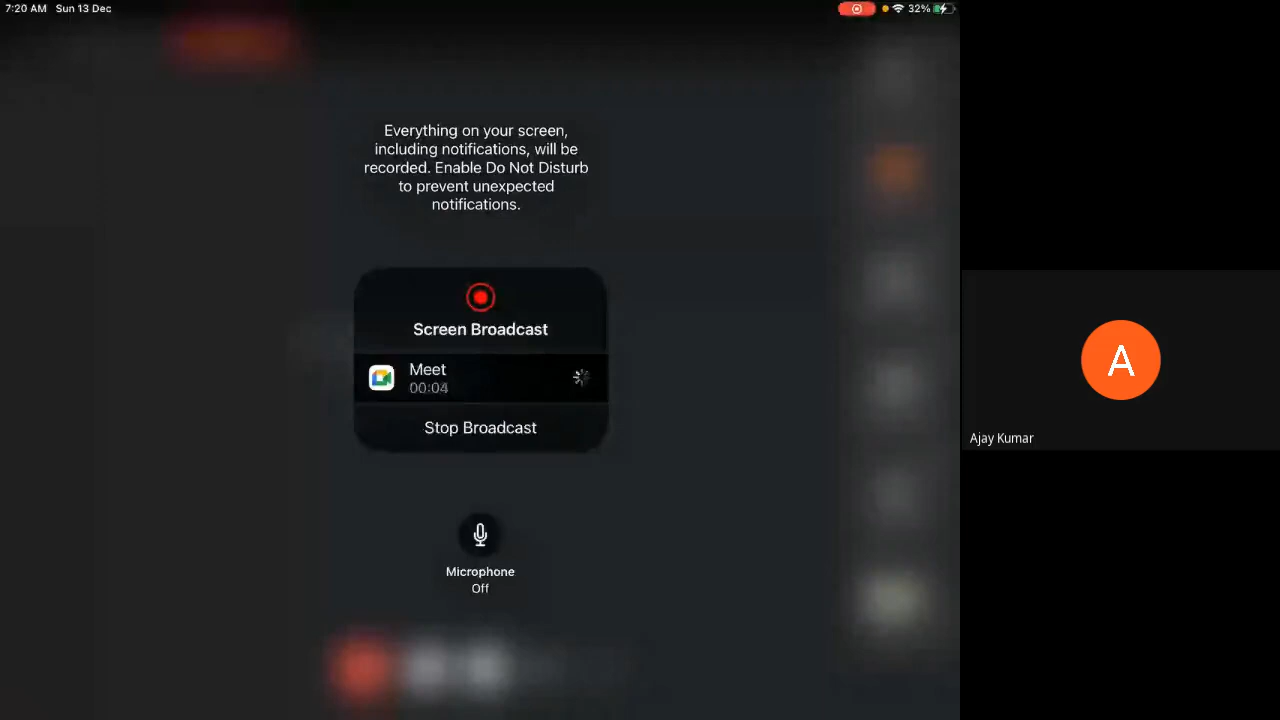 7:20 AM Sun 13 Dec
32%
Everything on your screen,
including notifications, will be
recorded. Enable Do Not Disturb
to prevent unexpected
notifications.
Screen Broadcast
Meet
00:04
Stop Broadcast
Microphone
Off
A
Ajay Kumar